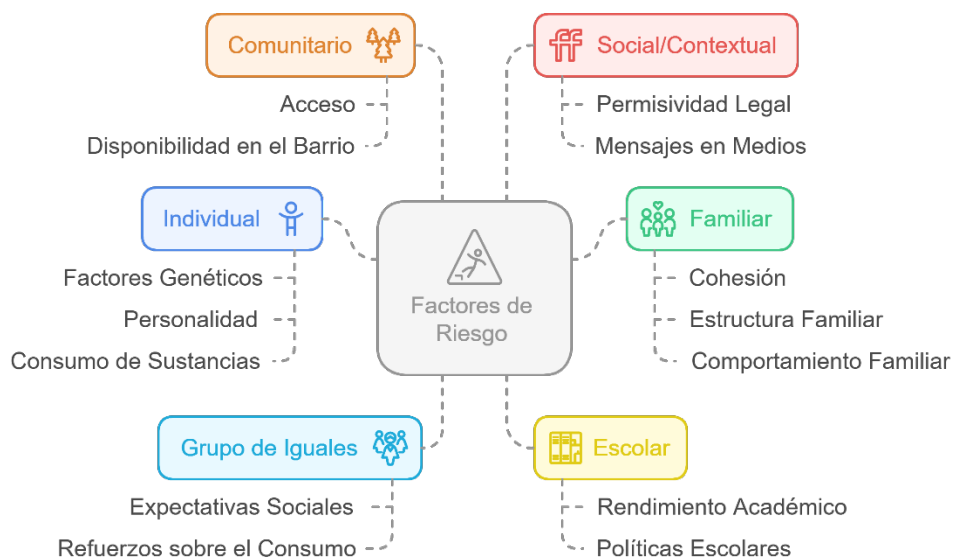 Comunitario
Acceso
Disponibilidad en el Barrio
Social/Contextual
Permisividad Legal
Mensajes en Medios
Individual
Factores Genéticos
Personalidad
Consumo de Sustancias
Factores de
Riesgo
Familiar
Cohesión
Estructura Familiar
Comportamiento Familiar
Grupo de Iguales
Expectativas Sociales
Refuerzos sobre el Consumo
Escolar
Rendimiento Académico
Políticas Escolares